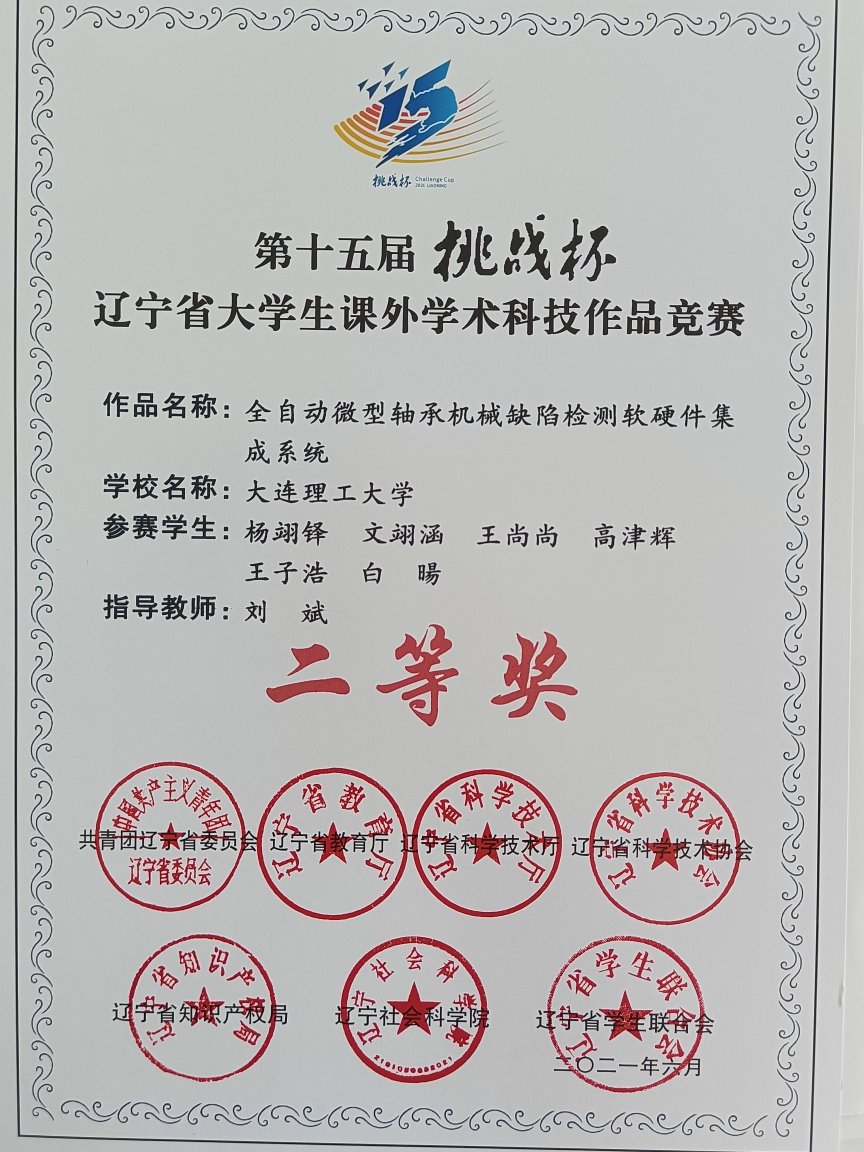 15
挑战杯 Challenge Cup
2021 LIAONING
第十五届 挑战杯
辽宁省大学生课外学术科技作品竞赛
作品名称：全自动微型轴承机械缺陷检测软硬件集
成系统
学校名称：大连理工大学
参赛学生：杨翊铎 文翊涵 王尚尚 高津辉
王子浩 白 暘
指导教师：刘 斌
二等奖
中国共产主义青年团
辽宁省委员会
辽宁省教育厅
辽宁省科学技术厅
辽宁省科学技术协会
共青团辽宁省委员会 辽宁省教育厅 辽宁省科学技术厅 辽宁省科学技术协会
辽宁省知识产权局
辽宁社会科学院
辽宁省学生联合会
辽宁省知识产权局 辽宁社会科学院 辽宁省学生联合会
二〇二一年六月